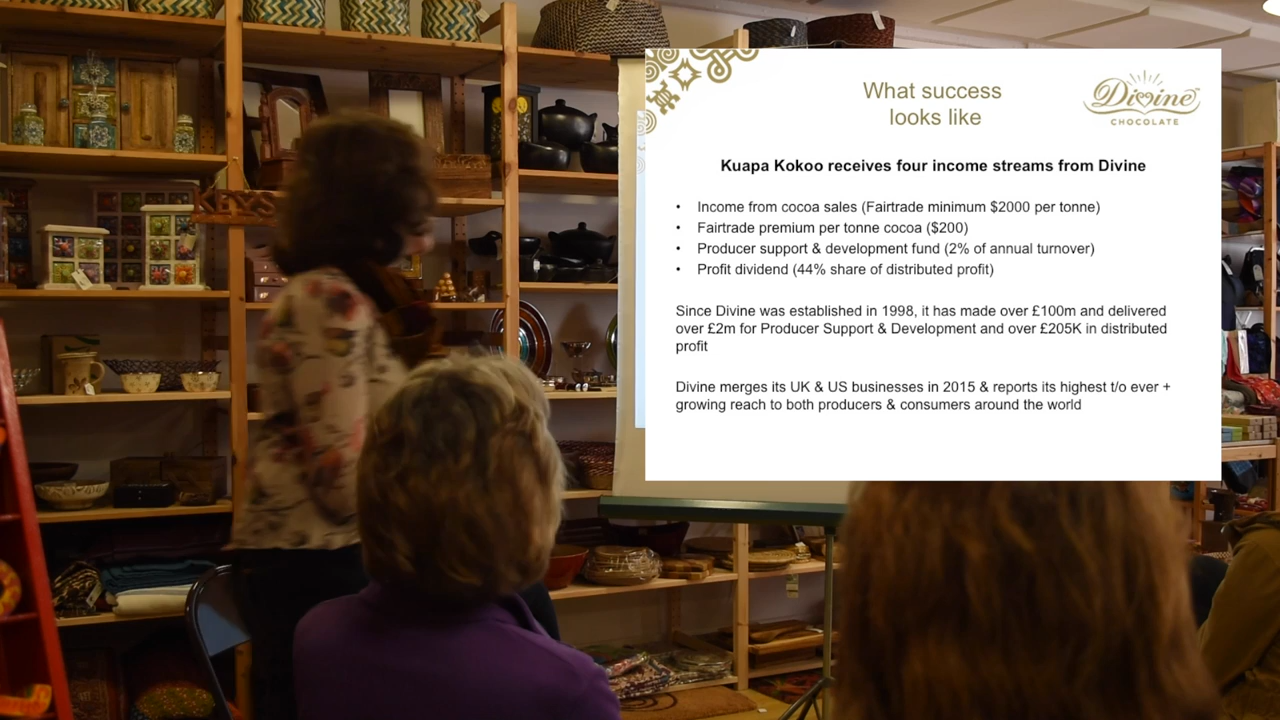 What success
looks like
Divine
CHOCOLATE
Kuapa Kokoo receives four income streams from Divine
• Income from cocoa sales (Fairtrade minimum $2000 per tonne)
• Fairtrade premium per tonne cocoa ($200)
• Producer support & development fund (2% of annual turnover)
• Profit dividend (44% share of distributed profit)
Since Divine was established in 1998, it has made over £100m and delivered
over £2m for Producer Support & Development and over £205K in distributed
profit
Divine merges its UK & US businesses in 2015 & reports its highest t/o ever +
growing reach to both producers & consumers around the world
KEYS